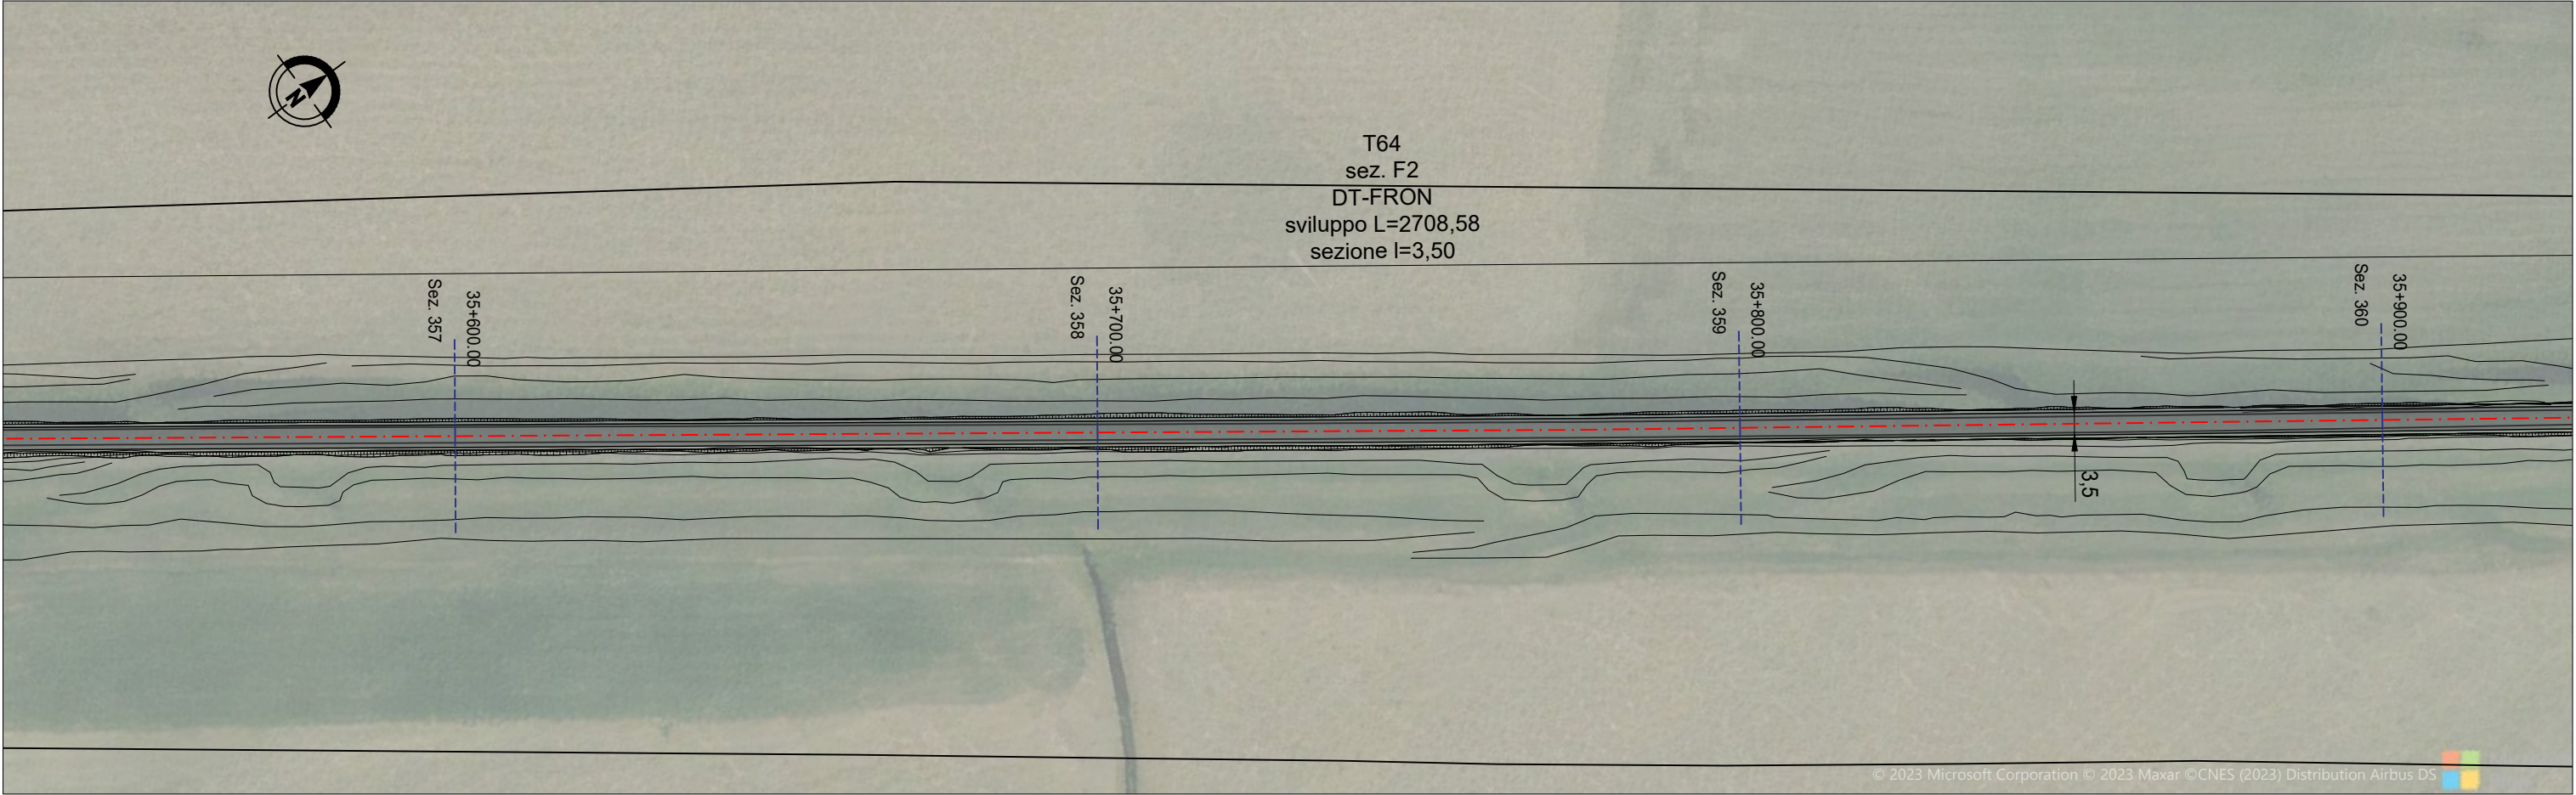 N
T64
sez. F2
DT-FRON
sviluppo L=2708,58
sezione l=3,50
Sez. 357
35+600.00
Sez. 358
35+700.00
Sez. 359
35+800.00
Sez. 360
35+900.00
3,5
© 2023 Microsoft Corporation © 2023 Maxar ©CNES (2023) Distribution Airbus DS